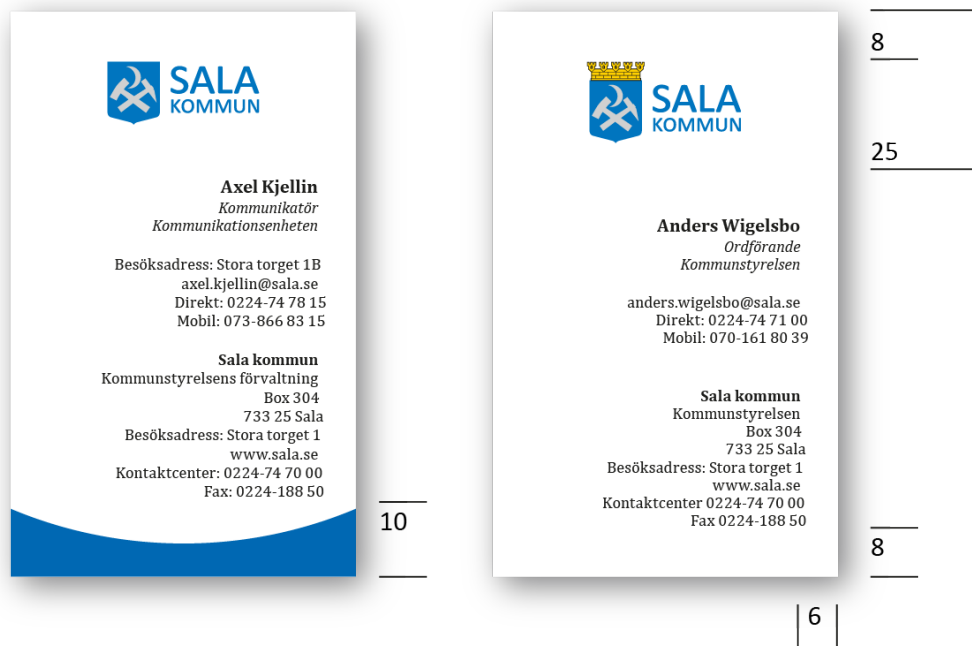 SALA
KOMMUN
Axel Kjellin
Kommunikatör
Kommunikationsenheten
Besöksadress: Stora torget 1B
axel.kjellin@sala.se
Direkt: 0224-74 78 15
Mobil: 073-866 83 15
Sala kommun
Kommunstyrelsens förvaltning
Box 304
733 25 Sala
Besöksadress: Stora torget 1
www.sala.se
Kontaktcenter: 0224-74 70 00
Fax: 0224-188 50
10
SALA
KOMMUN
Anders Wigelsbo
Ordförande
Kommunstyrelsen
anders.wigelsbo@sala.se
Direkt: 0224-74 71 00
Mobil: 070-161 80 39
Sala kommun
Kommunstyrelsen
Box 304
733 25 Sala
Besöksadress: Stora torget 1
www.sala.se
Kontaktcenter 0224-74 70 00
Fax 0224-188 50
8
25
8
6